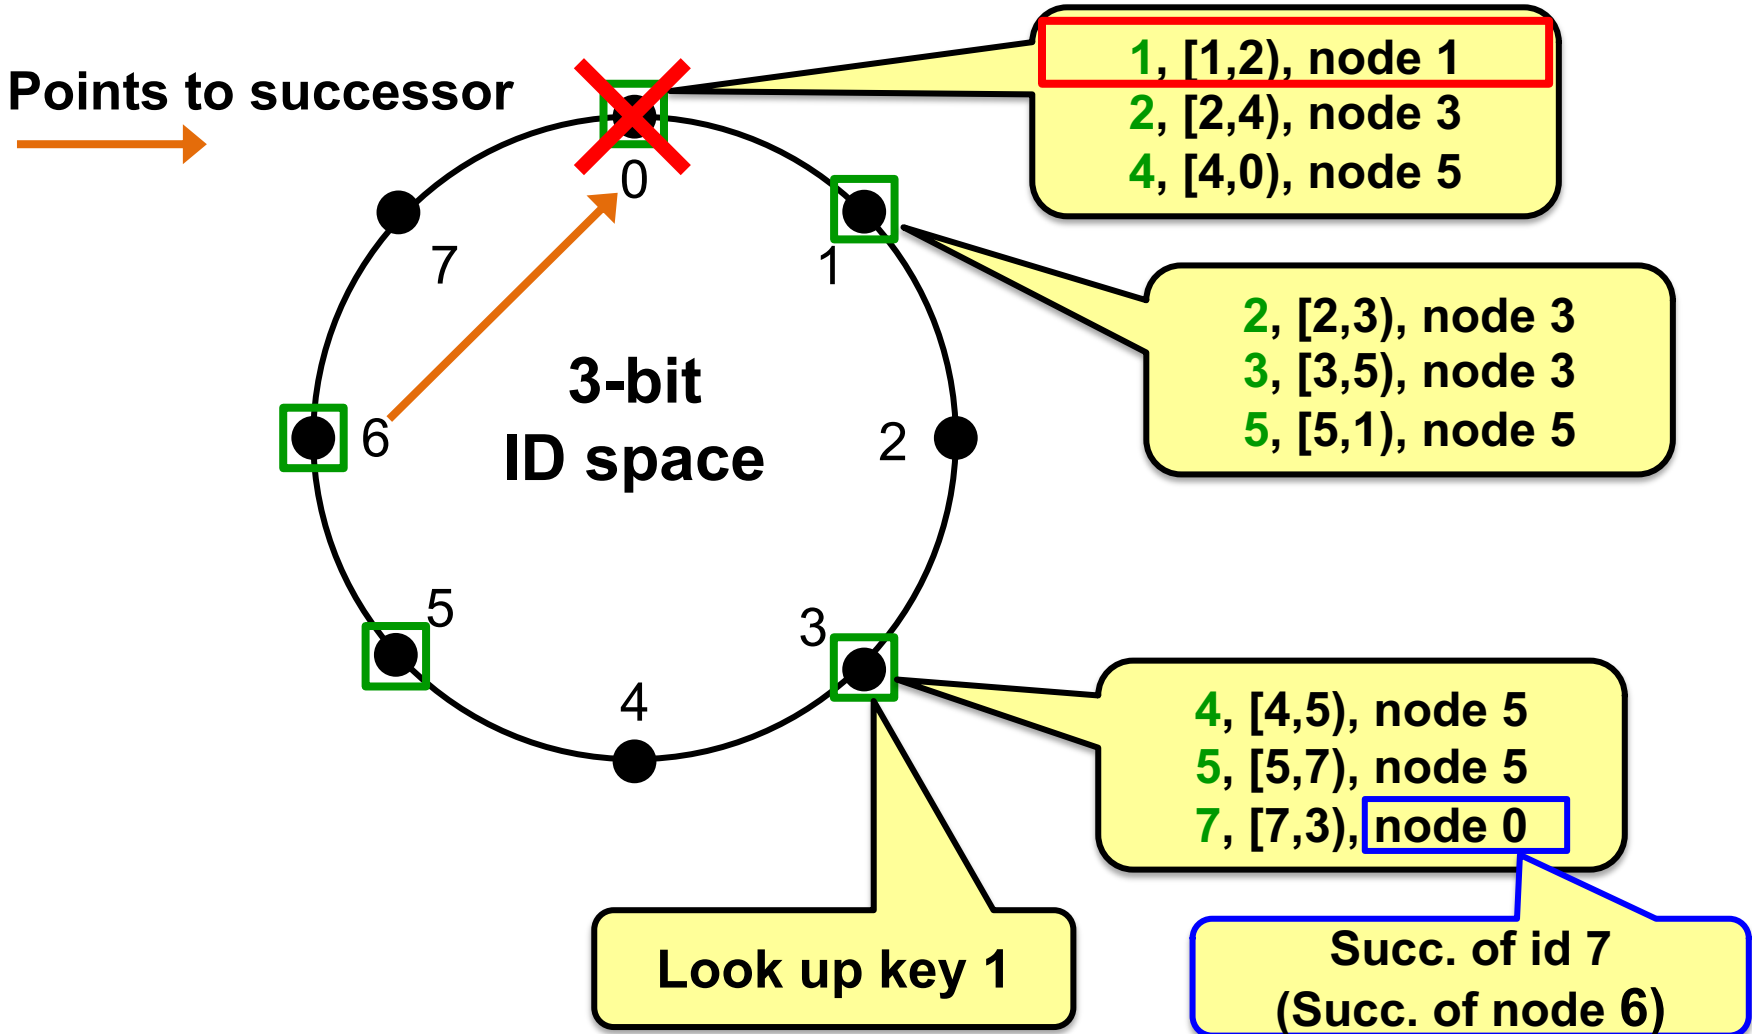 Points to successor
1, [1,2), node 1
2, [2,4), node 3
4, [4,0), node 5
0
7
1
2, [2,3), node 3
3, [3,5), node 3
5, [5,1), node 5
3-bit
ID space
6
2
5
3
4
4, [4,5), node 5
5, [5,7), node 5
7, [7,3), node 0
Look up key 1
Succ. of id 7
(Succ. of node 6)